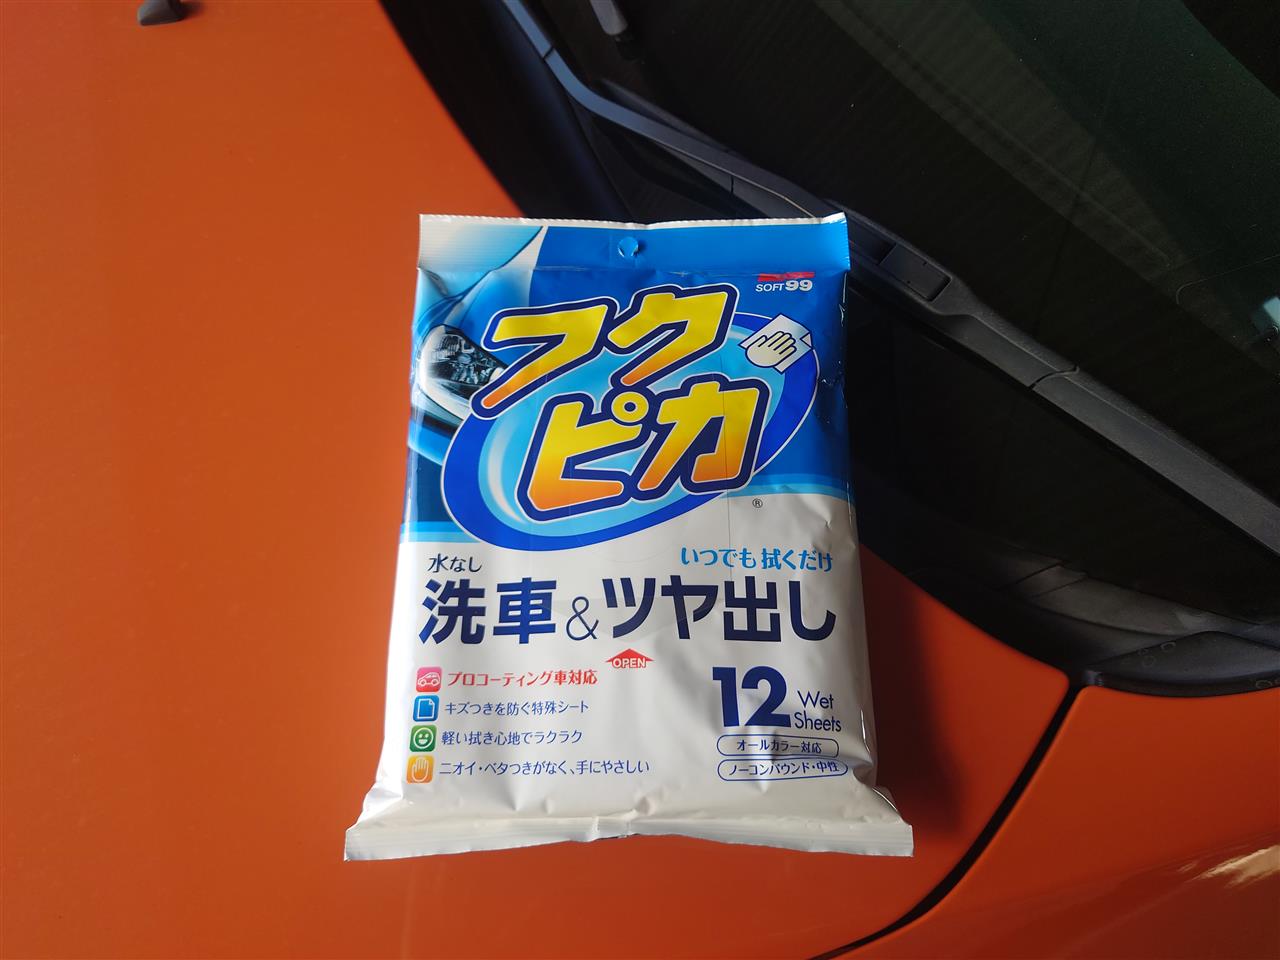 SOFT99
フク
ピカ
®
水なし
いつでも拭くだけ
洗車&ツヤ出し
OPEN
プロコーティング車対応
キズつきを防ぐ特殊シート
軽い拭き心地でラクラク
ニオイ・ベタつきがなく、手にやさしい
12 Wet Sheets
オールカラー対応
ノーコンパウンド・中性